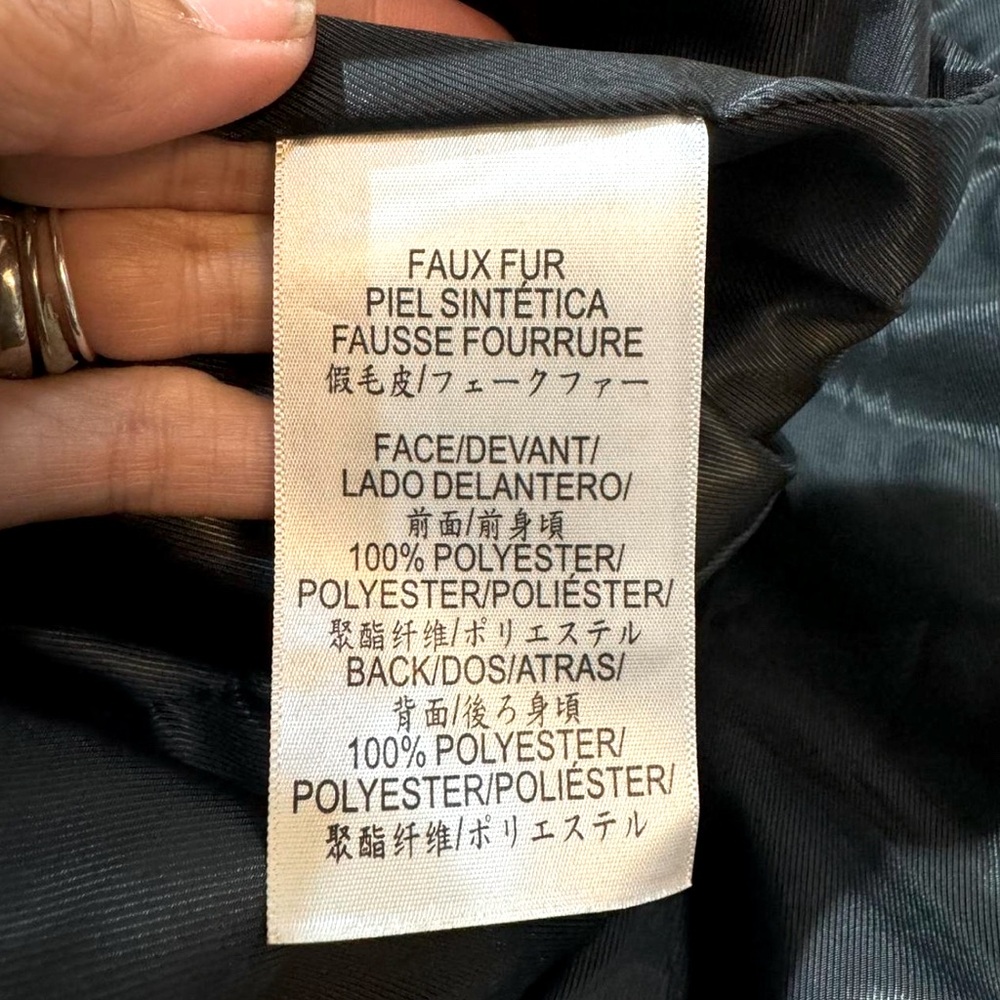 FAUX FUR
PIEL SINTÉTICA
FAUSSE FOURRURE
假毛皮/フェークファー
FACE/DEVANT/
LADO DELANTERO/
前面/前身頃
100% POLYESTER/
POLYESTER/POLIÉSTER/
聚酯纤维/ポリエステル
BACK/DOS/ATRAS/
背面/後ろ身頃
100% POLYESTER/
POLYESTER/POLIÉSTER/
聚酯纤维/ポリエステル